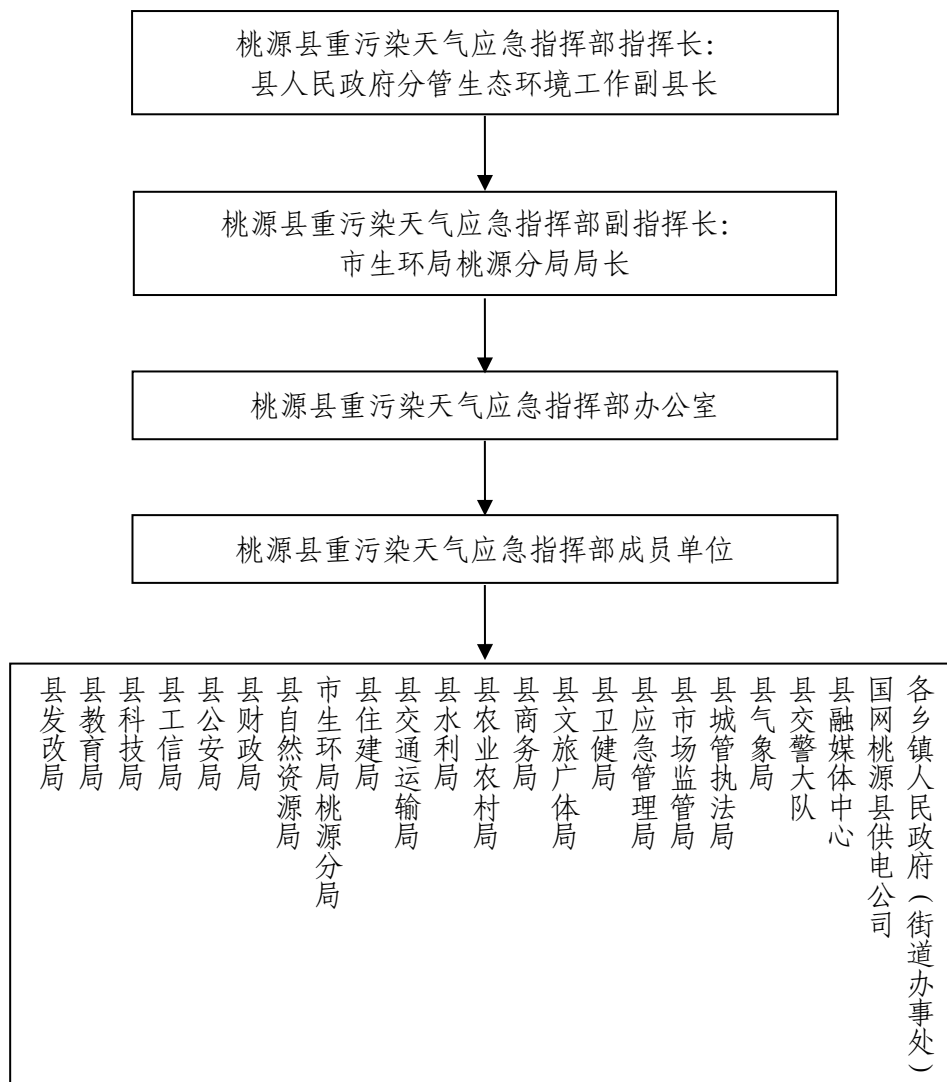 桃源县重污染天气应急指挥部指挥长：
县人民政府分管生态环境工作副县长
桃源县重污染天气应急指挥部副指挥长：
市生环局桃源分局局长
桃源县重污染天气应急指挥部办公室
桃源县重污染天气应急指挥部成员单位
县发改局
县教育局
县科技局
县工信局
县公安局
县财政局
县自然资源局
市生环局桃源分局
县住建局
县交通运输局
县水利局
县农业农村局
县商务局
县文旅广体局
县卫健局
县应急管理局
县市场监管局
县城管执法局
县气象局
县交警大队
县融媒体中心
国网桃源县供电公司
各乡镇人民政府（街道办事处）